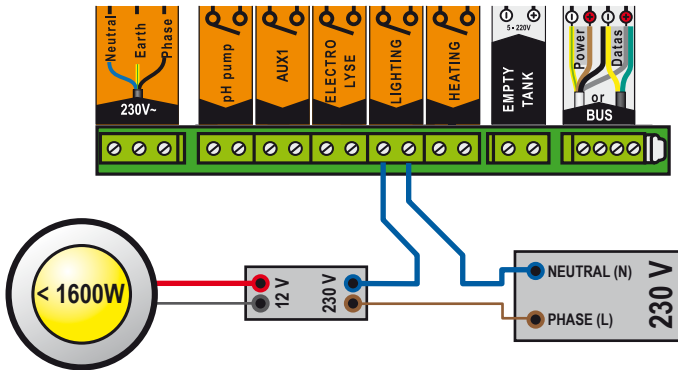 Neutral
Earth
Phase
230V~
pH pump
AUX1
ELECTRO
LYSE
LIGHTING
HEATING
5 • 220V
EMPTY
TANK
Power
Datas
or
BUS
< 1600W
12 V
230 V
NEUTRAL (N)
PHASE (L)
230 V